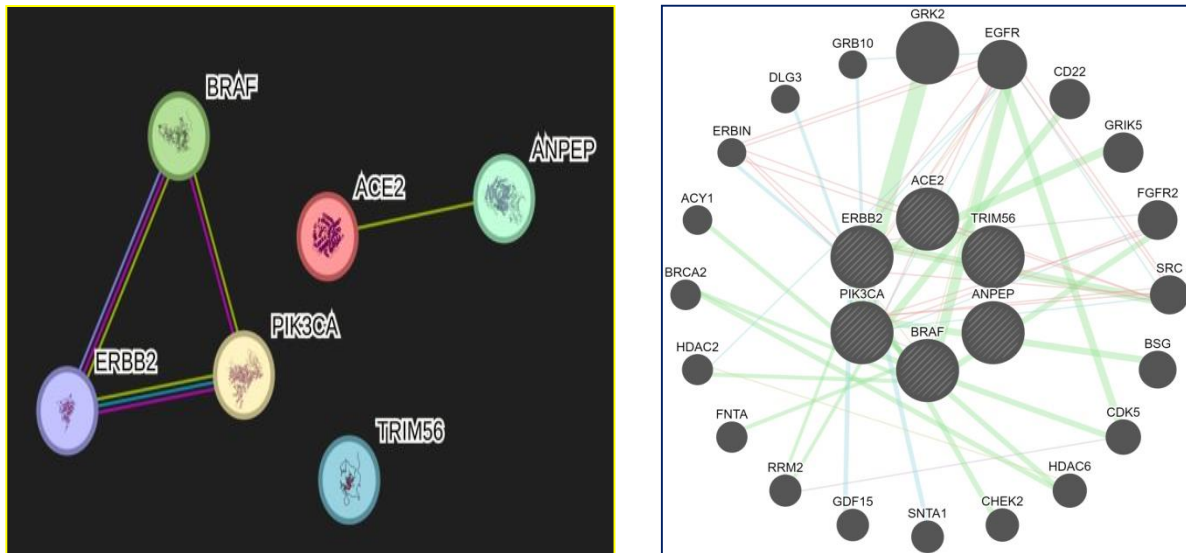 BRAF
ANPEP
ACE2
PIK3CA
ERBB2
TRIM56
GRK2
EGFR
GRB10
CD22
DLG3
GRIK5
ERBIN
ACE2
ERBB2
TRIM56
FGFR2
ACY1
SRC
BRCA2
PIK3CA
ANPEP
BRAF
HDAC2
BSG
FNTA
CDK5
RRM2
HDAC6
GDF15
SNTA1
CHEK2